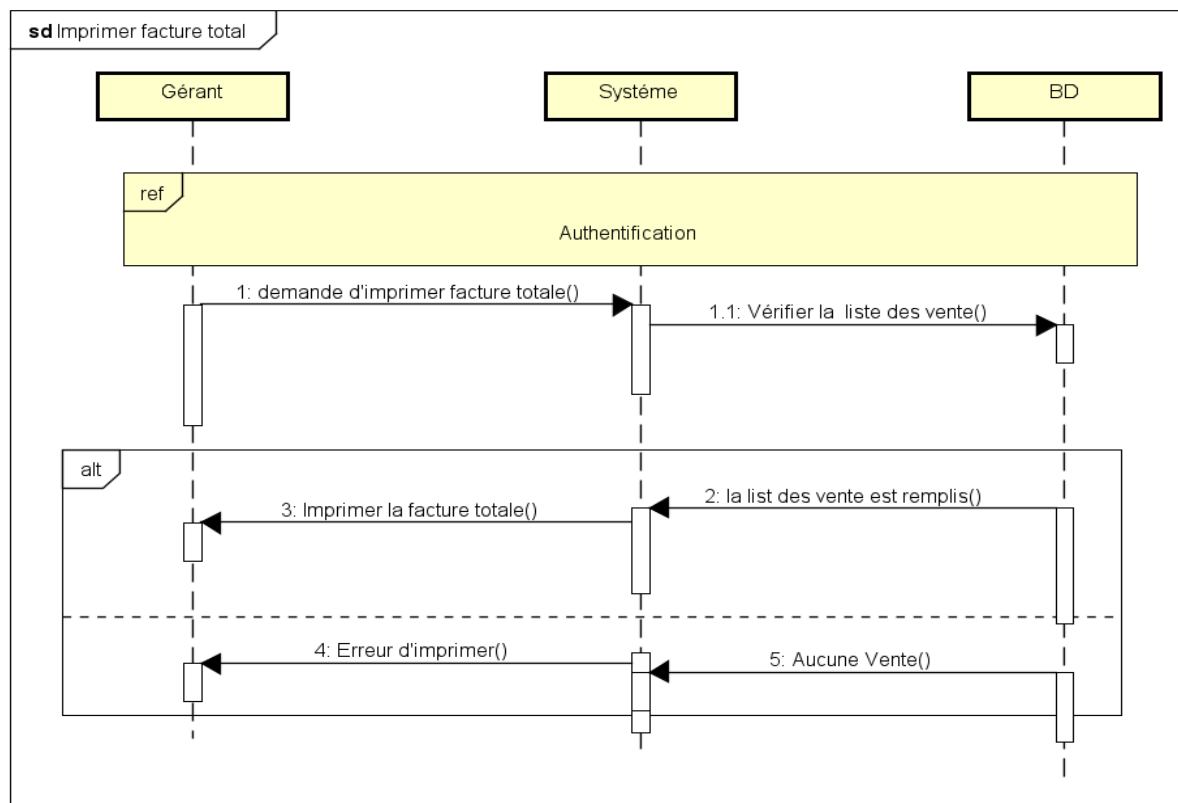 sd Imprimer facture total
Gérant
Systéme
BD
ref
Authentification
1: demande d'imprimer facture totale()
1.1: Vérifier la liste des vente()
alt
2: la list des vente est remplis()
3: Imprimer la facture totale()
4: Erreur d'imprimer()
5: Aucune Vente()